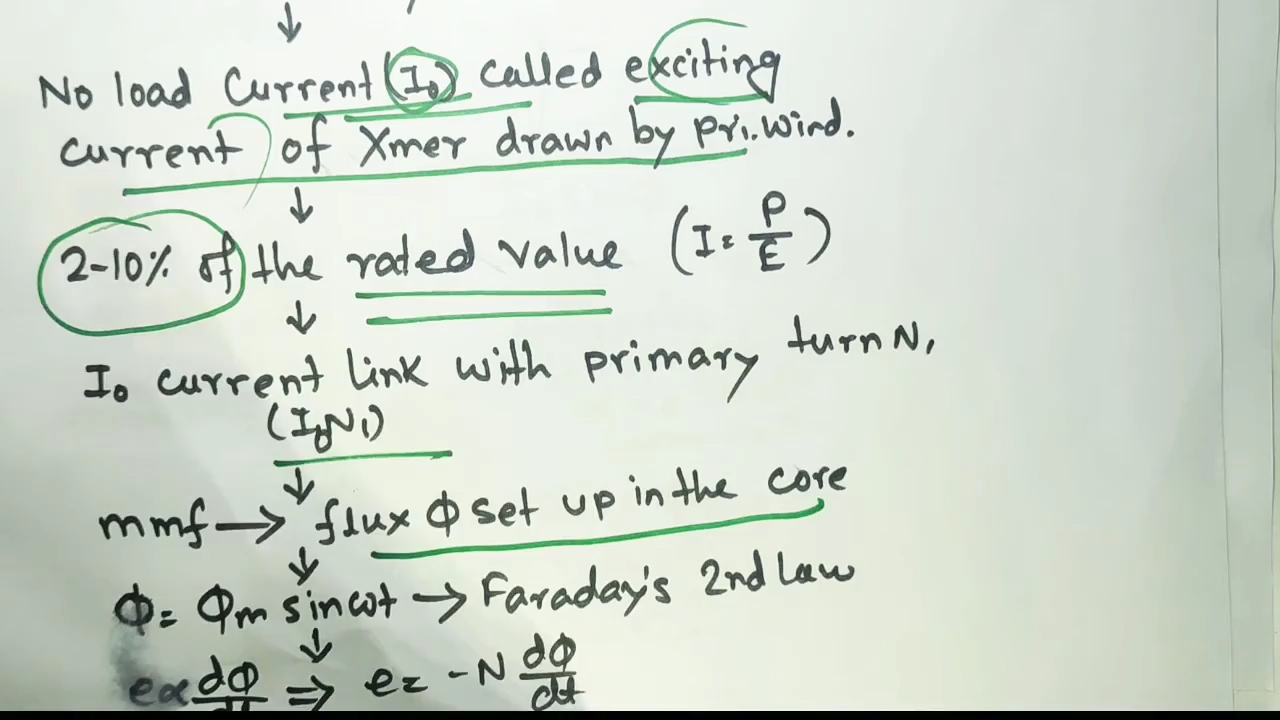 ↓
No load Current (I₀) called exciting
current of Xmer drawn by pri. wind.
↓
2-10% of the rated value (I = P/E)
↓
I₀ current link with primary turn N₁
(I₀N₁)
↓
mmf → flux Φ set up in the core
↓
Φ = Φm sin ωt → Faraday's 2nd Law
↓
e ∝ dΦ/dt ⇒ e = -N dΦ/dt